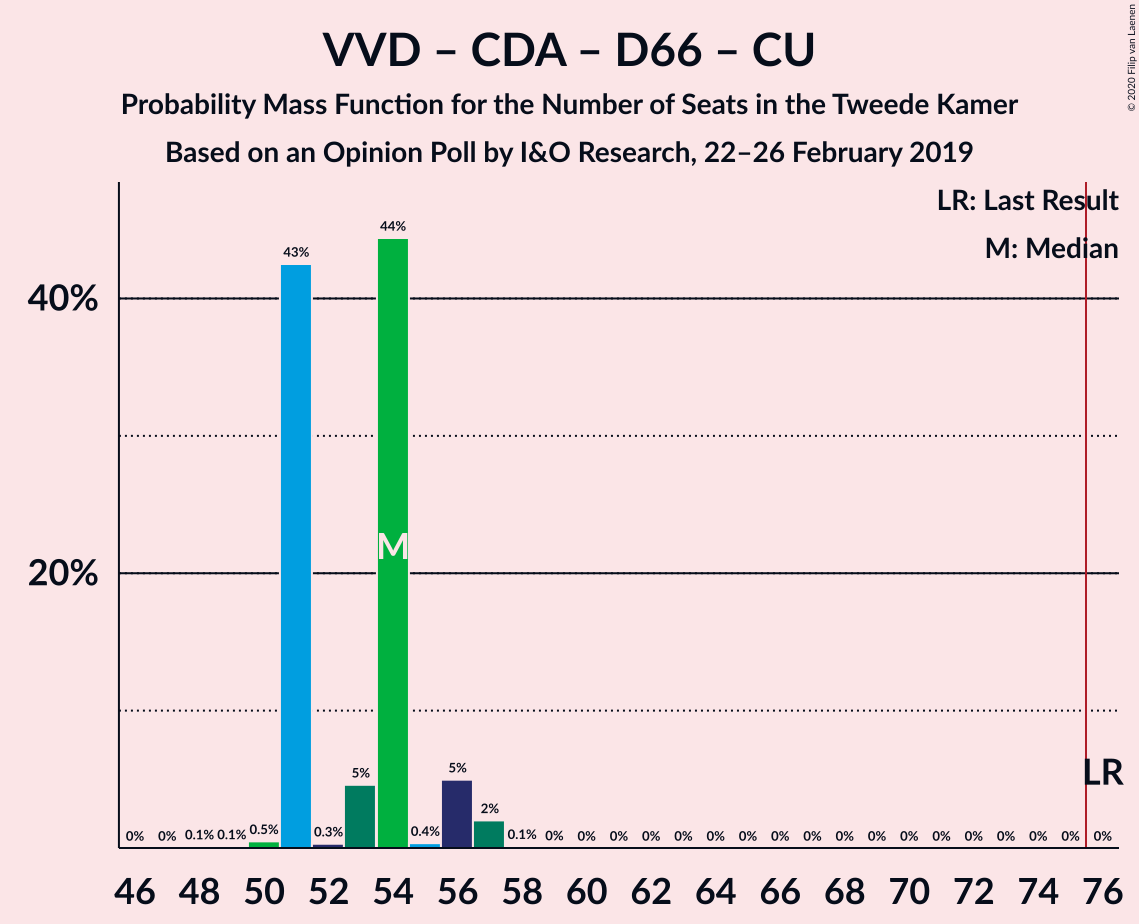 VVD – CDA – D66 – CU
Probability Mass Function for the Number of Seats in the Tweede Kamer
Based on an Opinion Poll by I&O Research, 22–26 February 2019
© 2020 Filip van Laenen
LR: Last Result
M: Median
40%
20%
0% 0% 0.1% 0.1% 0.5% 43% 0.3% 5% 44% 0.4% 5% 2% 0.1% 0% 0% 0% 0% 0% 0% 0% 0% 0% 0% 0% 0% 0% 0% 0% 0% 0% 0%
M
LR
46 48 50 52 54 56 58 60 62 64 66 68 70 72 74 76